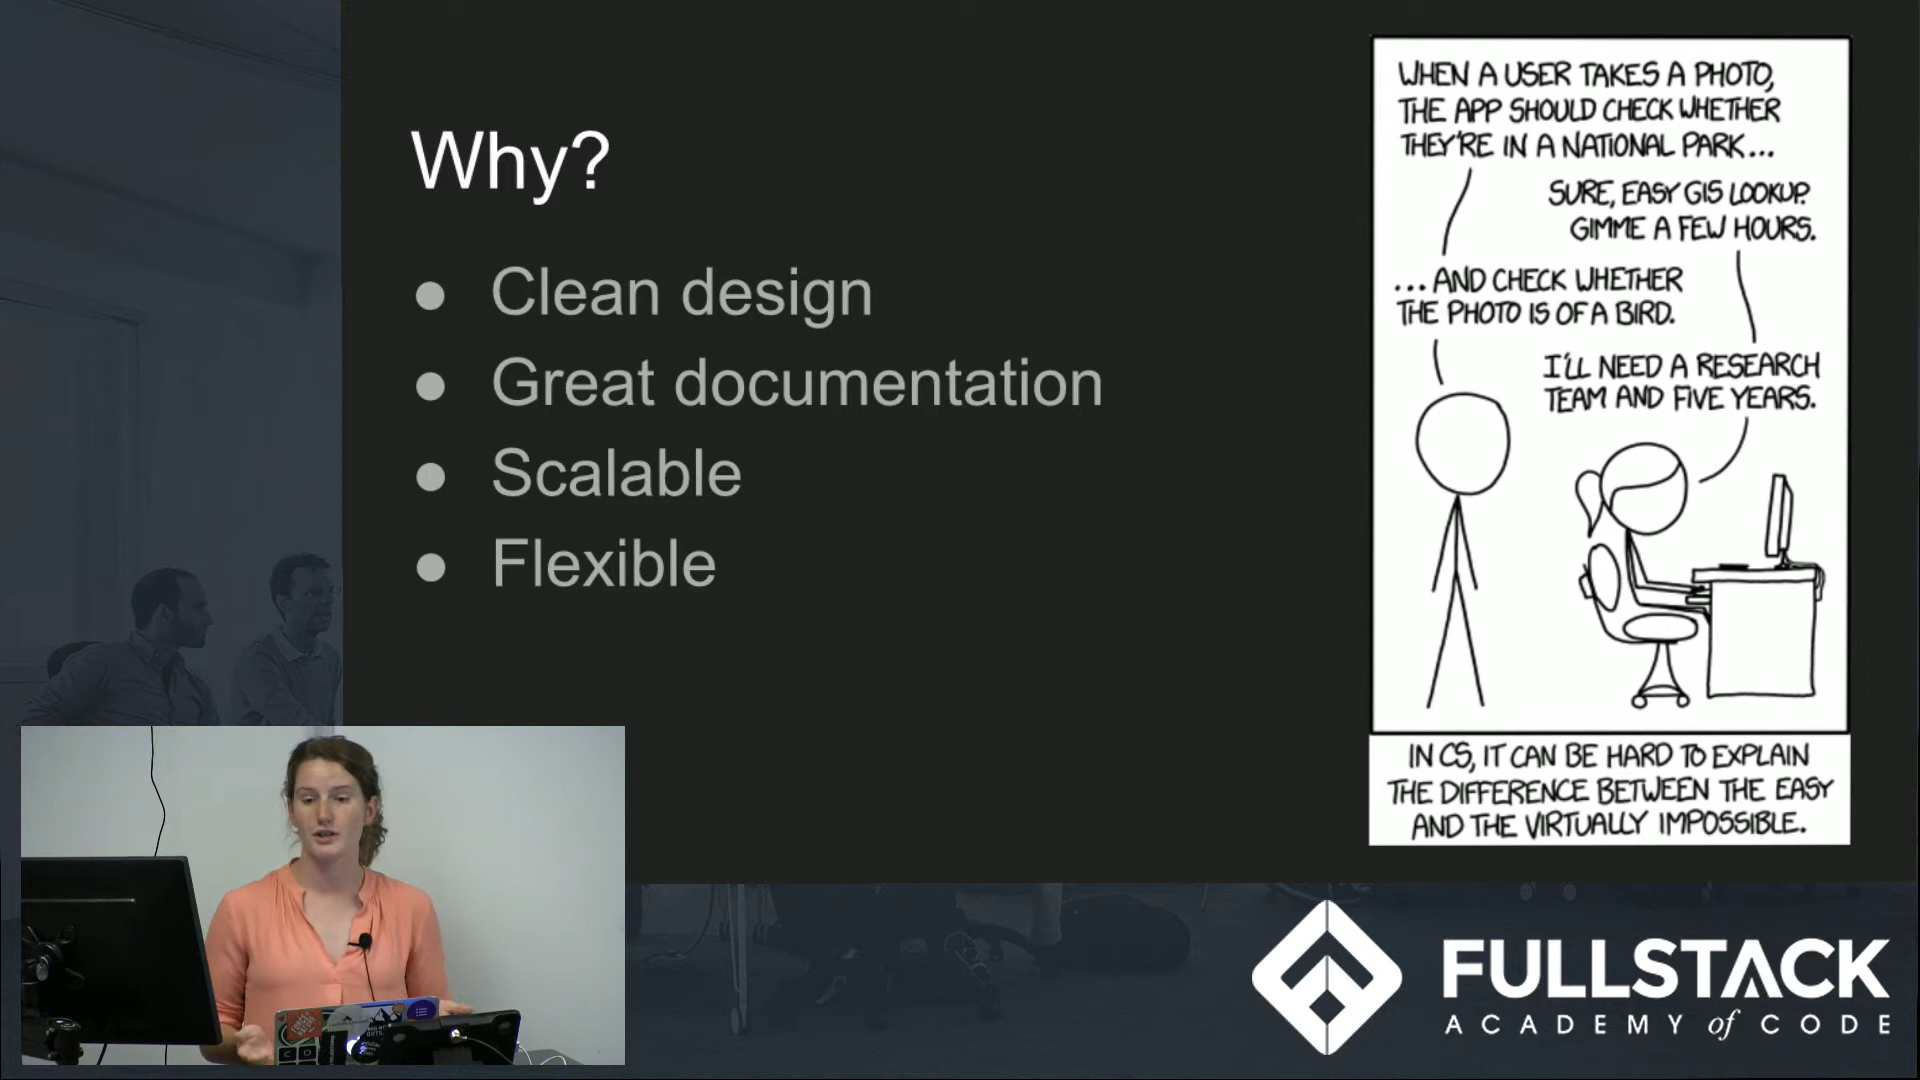 Why?
● Clean design
● Great documentation
● Scalable
● Flexible
WHEN A USER TAKES A PHOTO,
THE APP SHOULD CHECK WHETHER
THEY'RE IN A NATIONAL PARK...
SURE, EASY GIS LOOKUP.
GIMME A FEW HOURS.
...AND CHECK WHETHER
THE PHOTO IS OF A BIRD.
I'LL NEED A RESEARCH
TEAM AND FIVE YEARS.
IN CS, IT CAN BE HARD TO EXPLAIN
THE DIFFERENCE BETWEEN THE EASY
AND THE VIRTUALLY IMPOSSIBLE.
FULLSTACK
ACADEMY of CODE